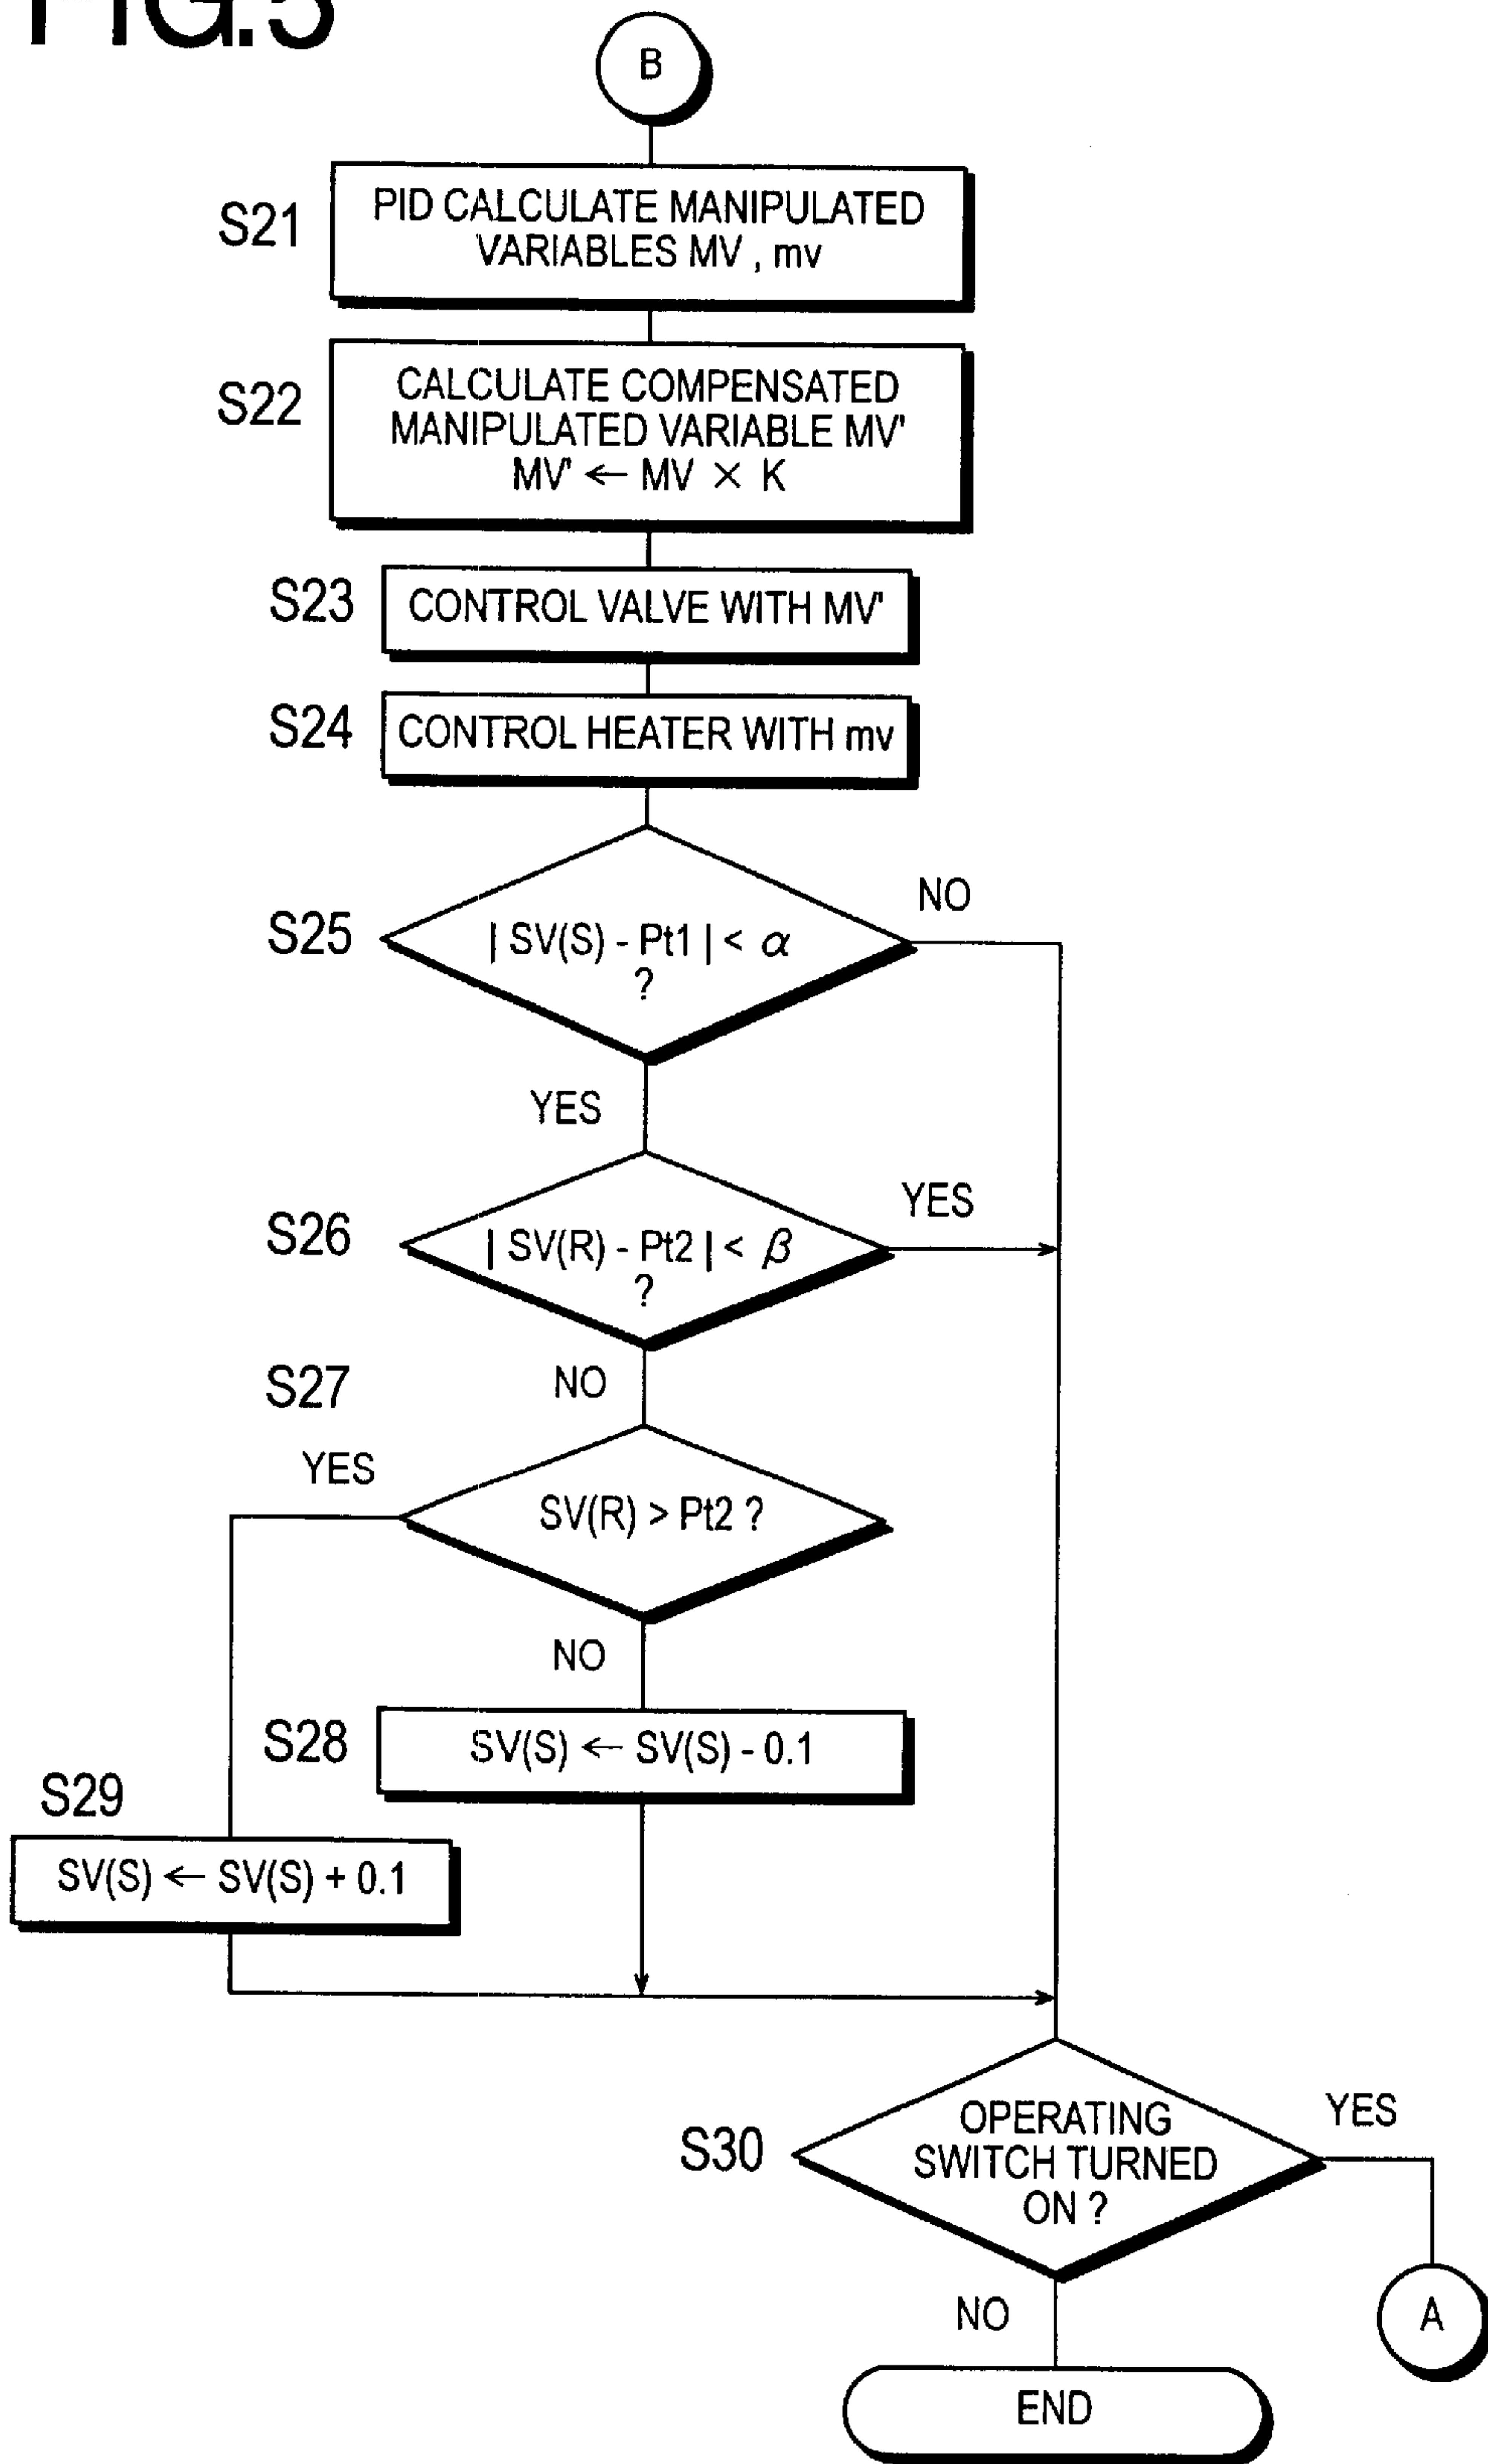 FIG.5
B
S21
PID CALCULATE MANIPULATED
VARIABLES MV , mv
S22
CALCULATE COMPENSATED
MANIPULATED VARIABLE MV'
MV' ← MV × K
S23
CONTROL VALVE WITH MV'
S24
CONTROL HEATER WITH mv
S25
| SV(S) - Pt1 | < α
?
NO
YES
S26
| SV(R) - Pt2 | < β
?
YES
NO
S27
SV(R) > Pt2 ?
YES
NO
S28
SV(S) ← SV(S) - 0.1
S29
SV(S) ← SV(S) + 0.1
S30
OPERATING
SWITCH TURNED
ON ?
YES
A
NO
END